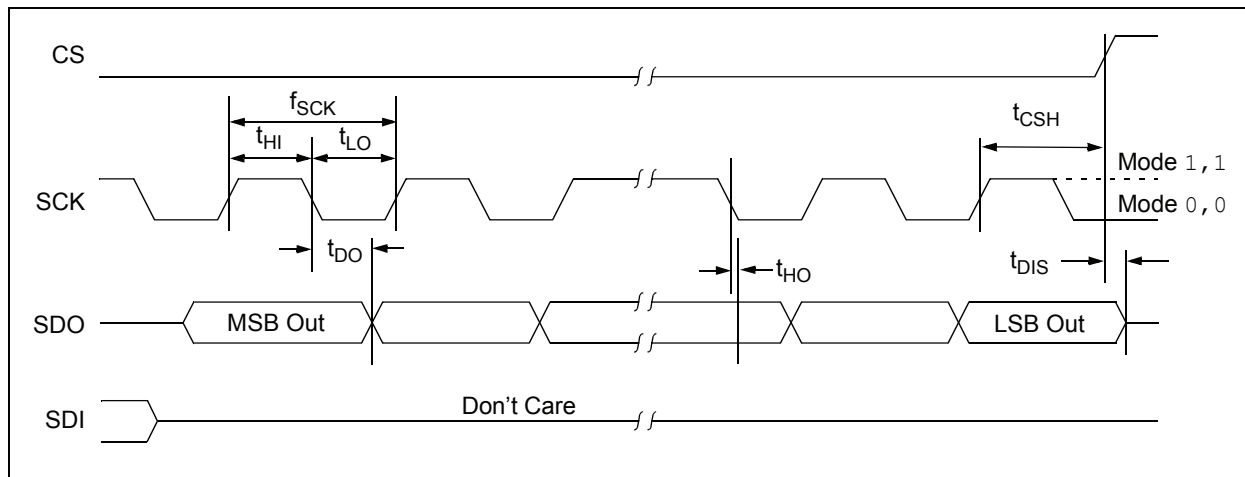 CS
fSCK
tHI
tLO
tCSH
Mode 1,1
SCK
Mode 0,0
tDO
tHO
tDIS
SDO
MSB Out
LSB Out
SDI
Don't Care